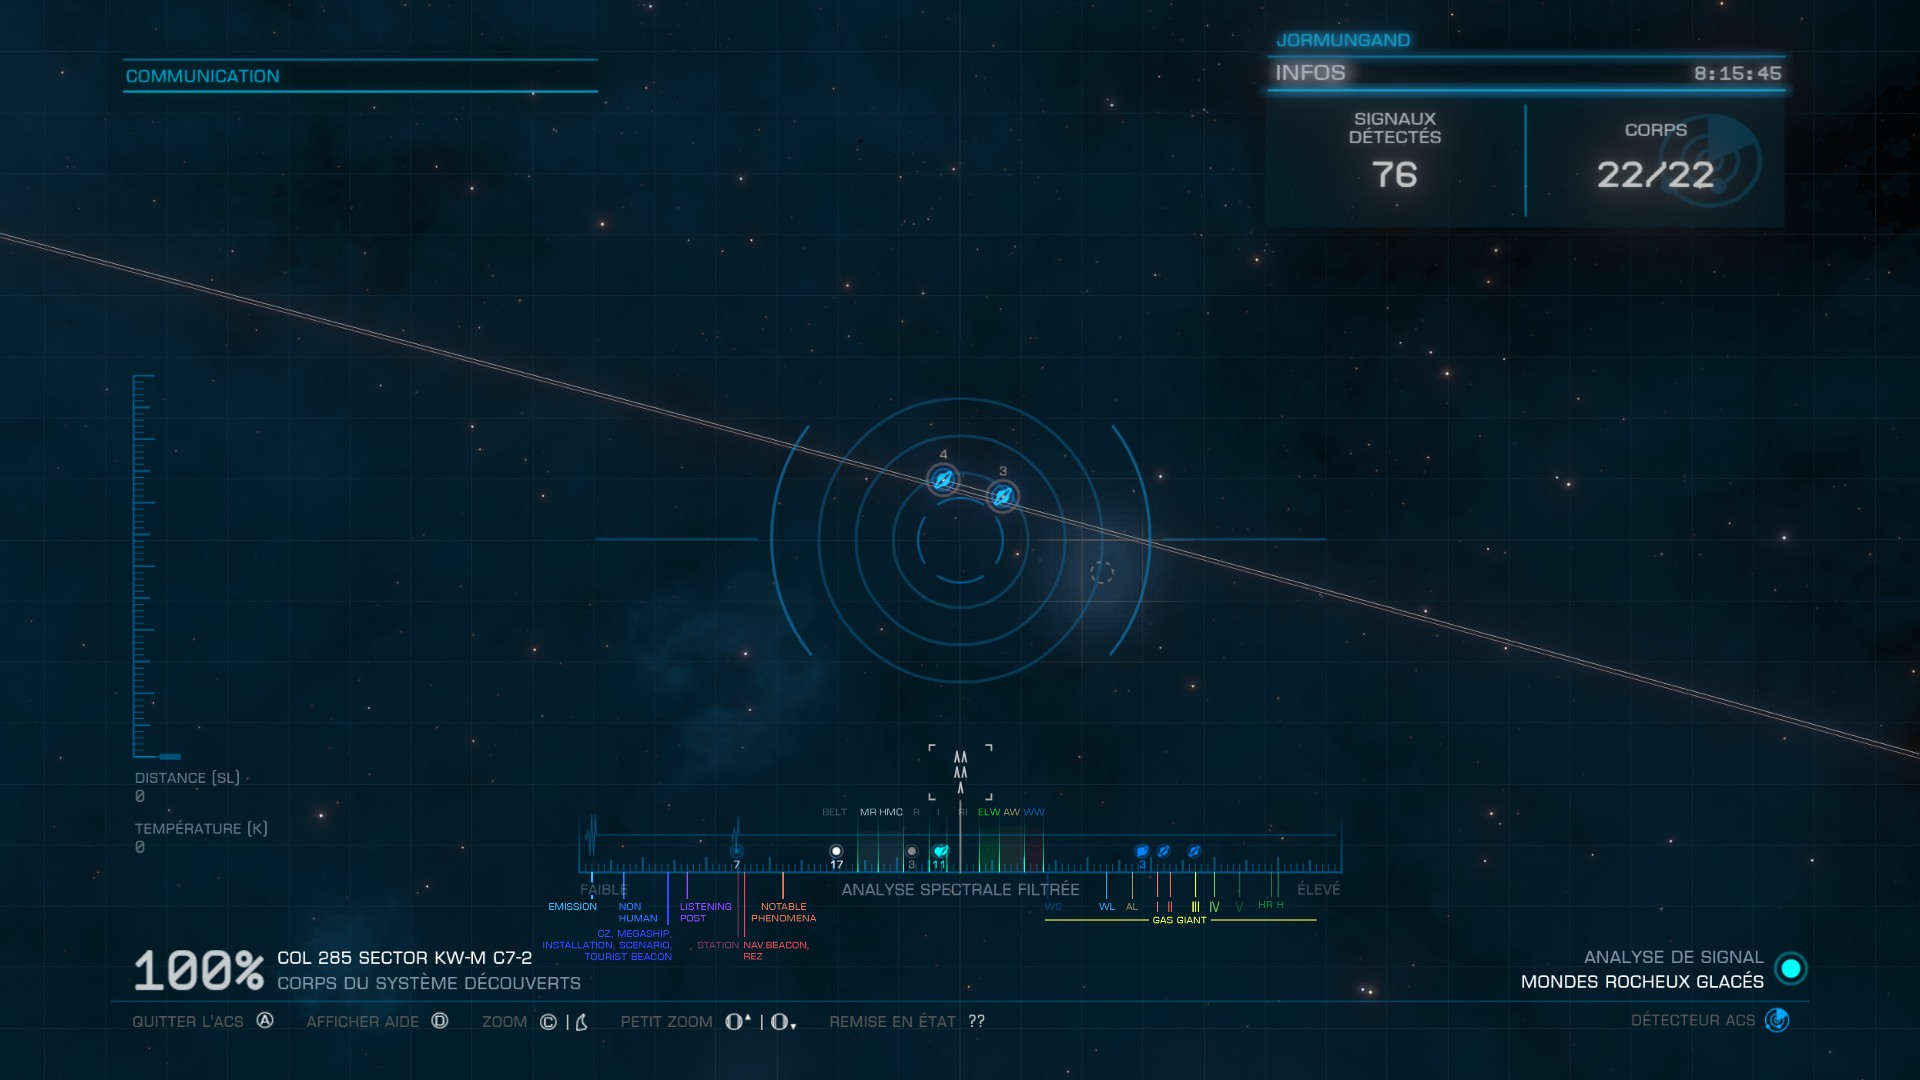 JORMUNGAND
COMMUNICATION
INFOS
8:15:45
SIGNAUX
DÉTECTÉS
76
CORPS
22/22
4
3
DISTANCE (SL)
0
TEMPÉRATURE (K)
0
BELT MR HMC R I RI ELW AW WW
7 17 3 11 3
FAIBLE
ANALYSE SPECTRALE FILTRÉE
ÉLEVÉ
EMISSION
NON
HUMAN
LISTENING
POST
NOTABLE
PHENOMENA
WG WL AL I II III IV V HR H
GAS GIANT
CZ, MEGASHIP,
INSTALLATION, SCENARIO,
TOURIST BEACON
STATION
NAV.BEACON,
REZ
100%
COL 285 SECTOR KW-M C7-2
CORPS DU SYSTÈME DÉCOUVERTS
ANALYSE DE SIGNAL
MONDES ROCHEUX GLACÉS
QUITTER L'ACS A AFFICHER AIDE D ZOOM C | PETIT ZOOM | REMISE EN ÉTAT ??
DÉTECTEUR ACS